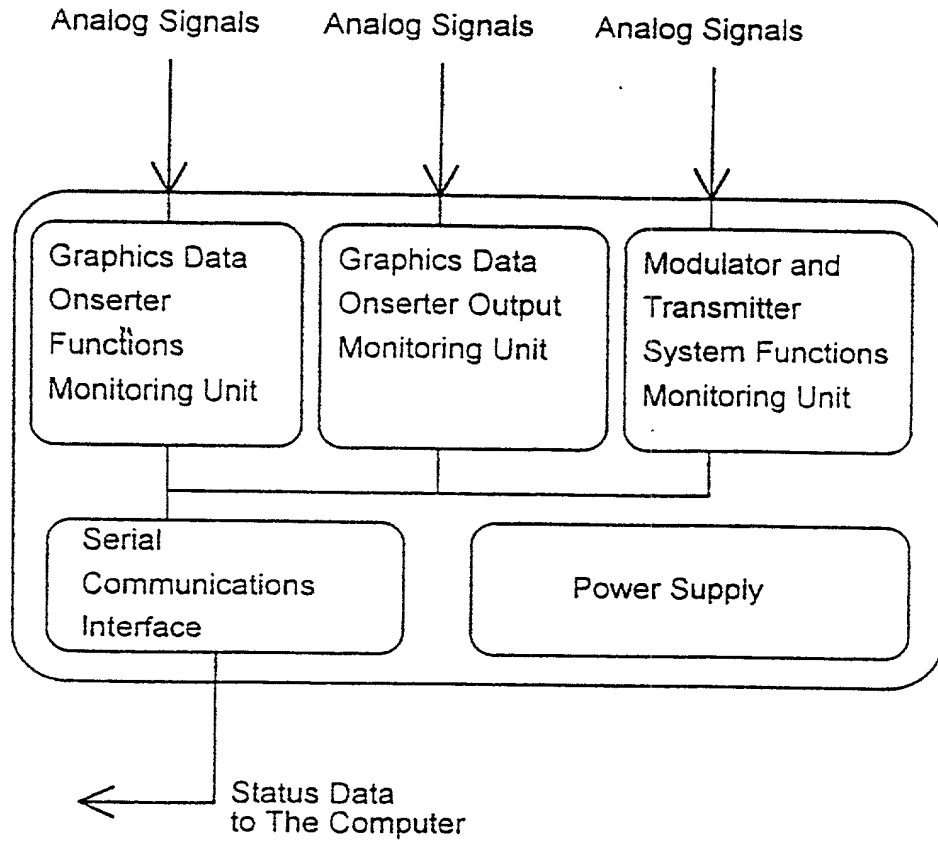 Analog Signals
Analog Signals
Analog Signals
Graphics Data
Onserter
Functions
Monitoring Unit
Graphics Data
Onserter Output
Monitoring Unit
Modulator and
Transmitter
System Functions
Monitoring Unit
Serial
Communications
Interface
Power Supply
Status Data
to The Computer